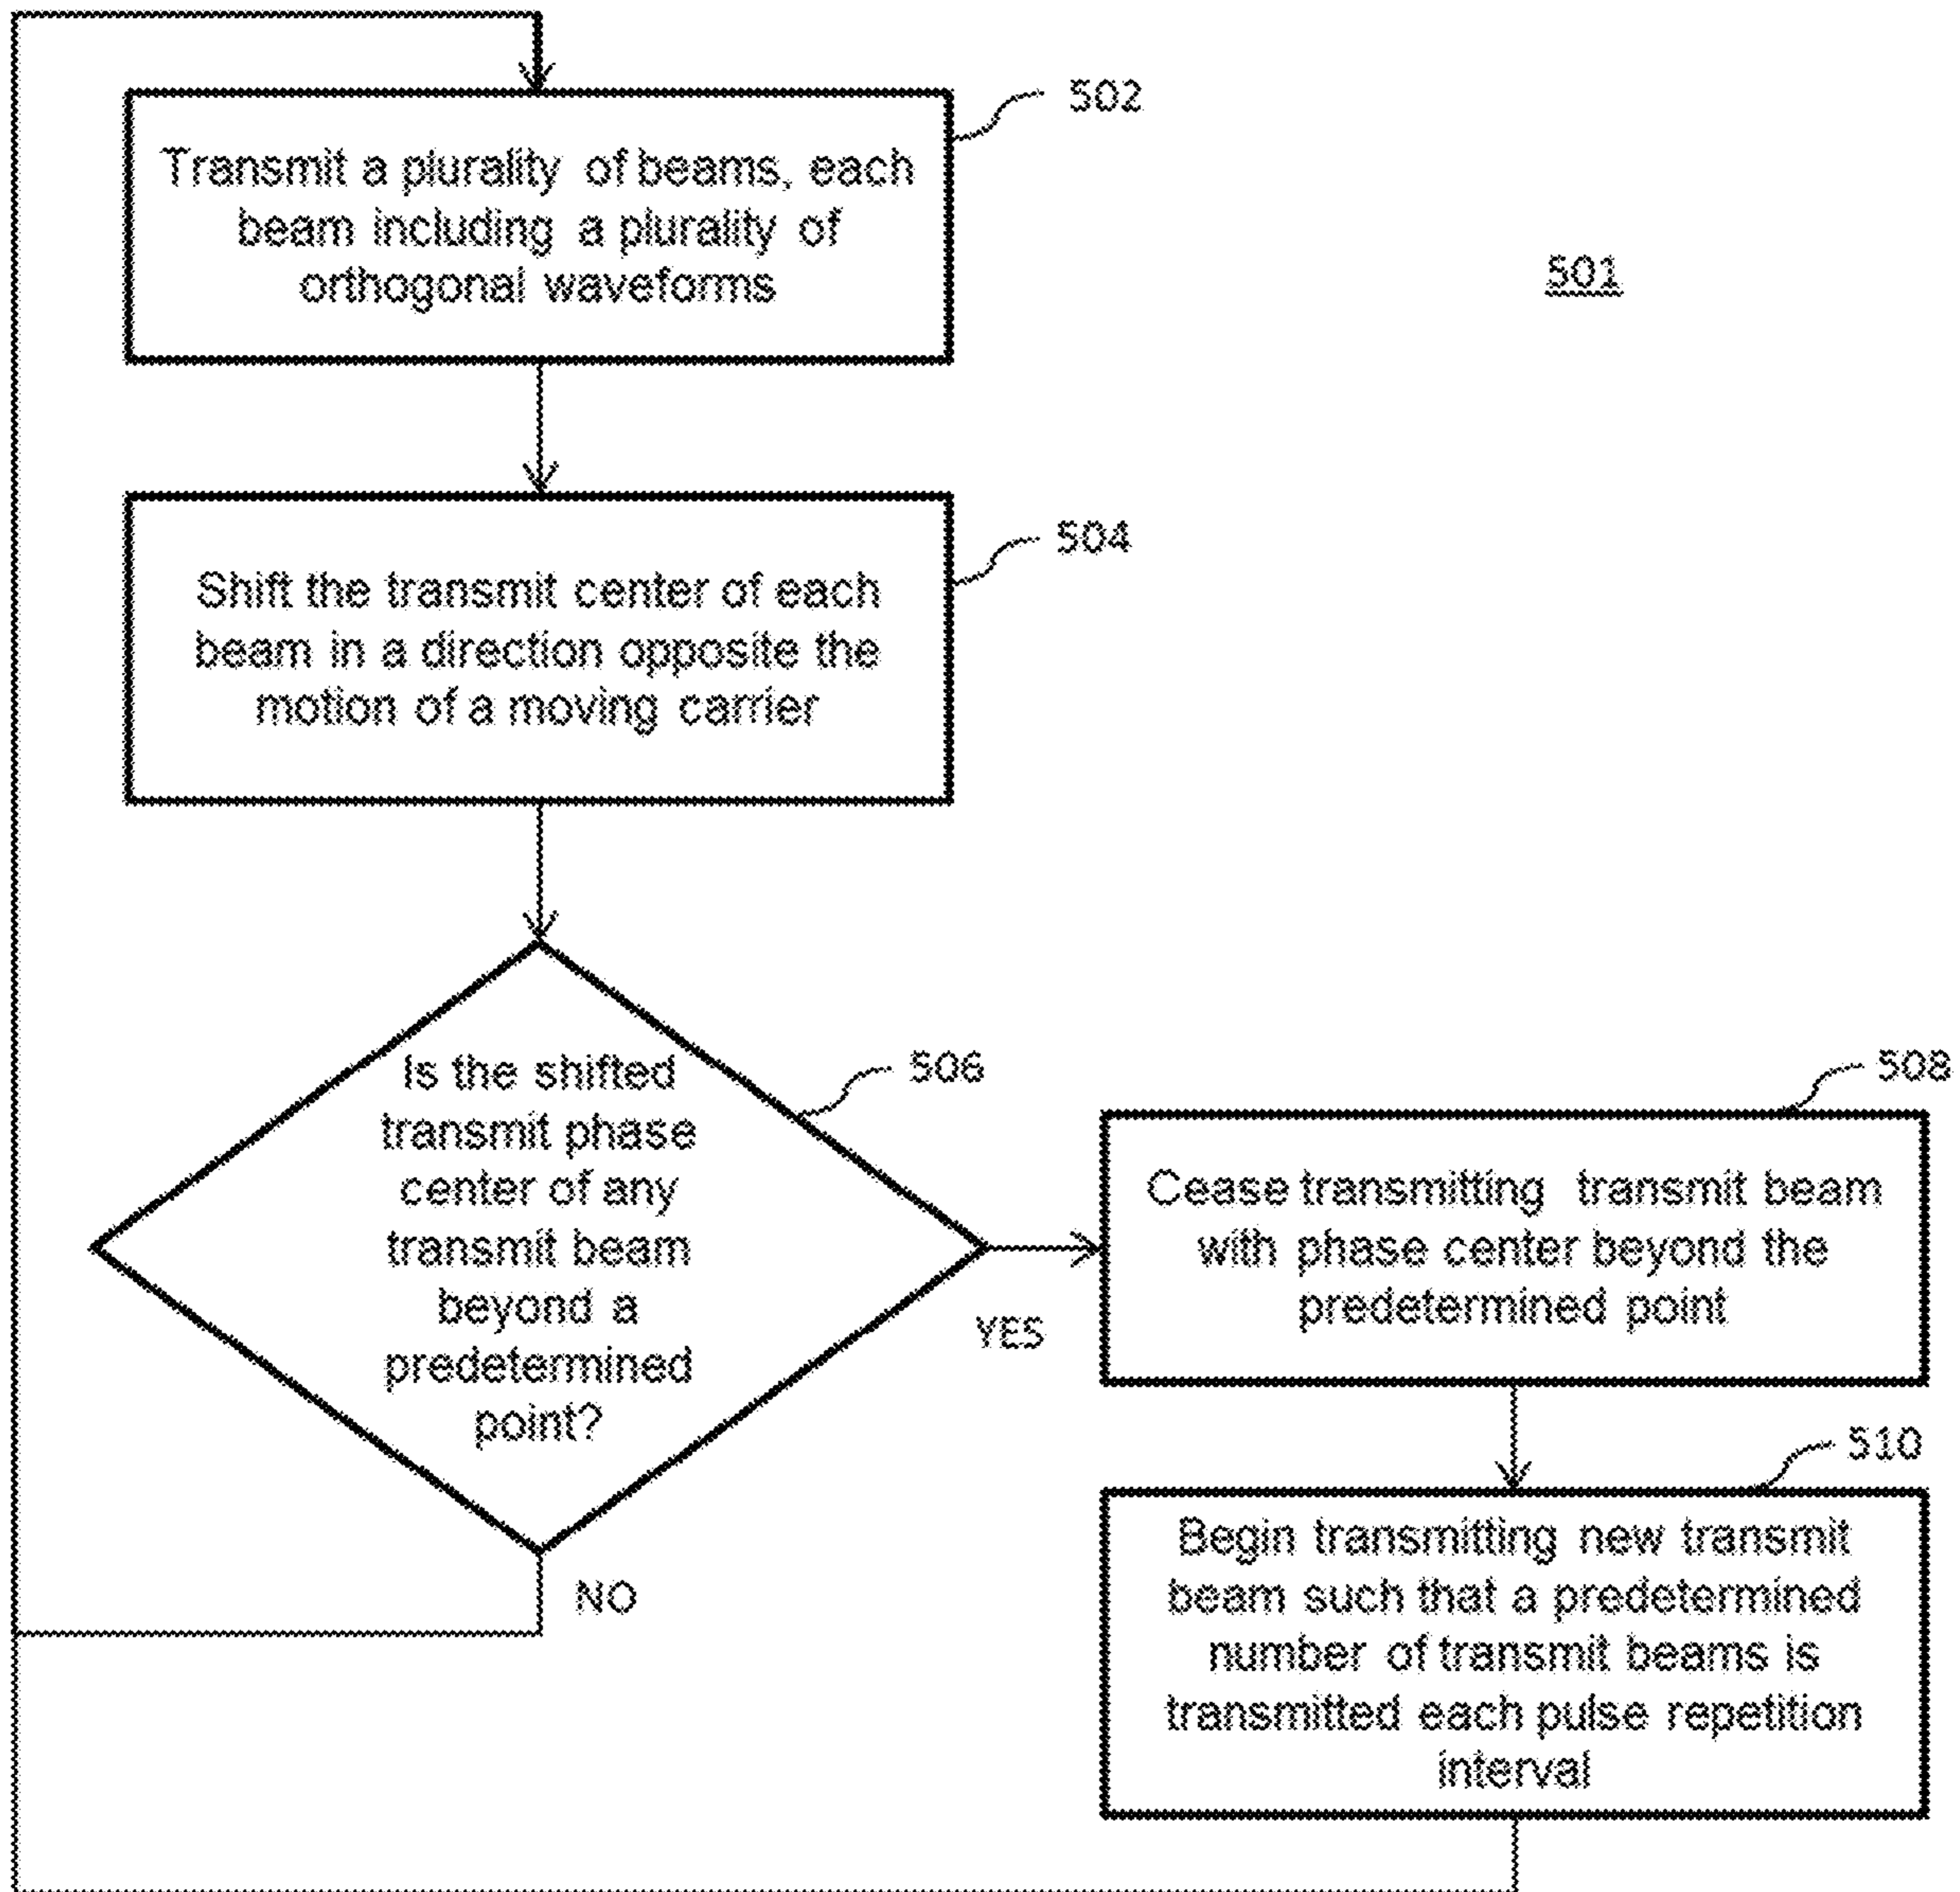 502
Transmit a plurality of beams, each
beam including a plurality of
orthogonal waveforms
501
504
Shift the transmit center of each
beam in a direction opposite the
motion of a moving carrier
506
Is the shifted
transmit phase
center of any
transmit beam
beyond a
predetermined
point?
YES
NO
508
Cease transmitting transmit beam
with phase center beyond the
predetermined point
510
Begin transmitting new transmit
beam such that a predetermined
number of transmit beams is
transmitted each pulse repetition
interval